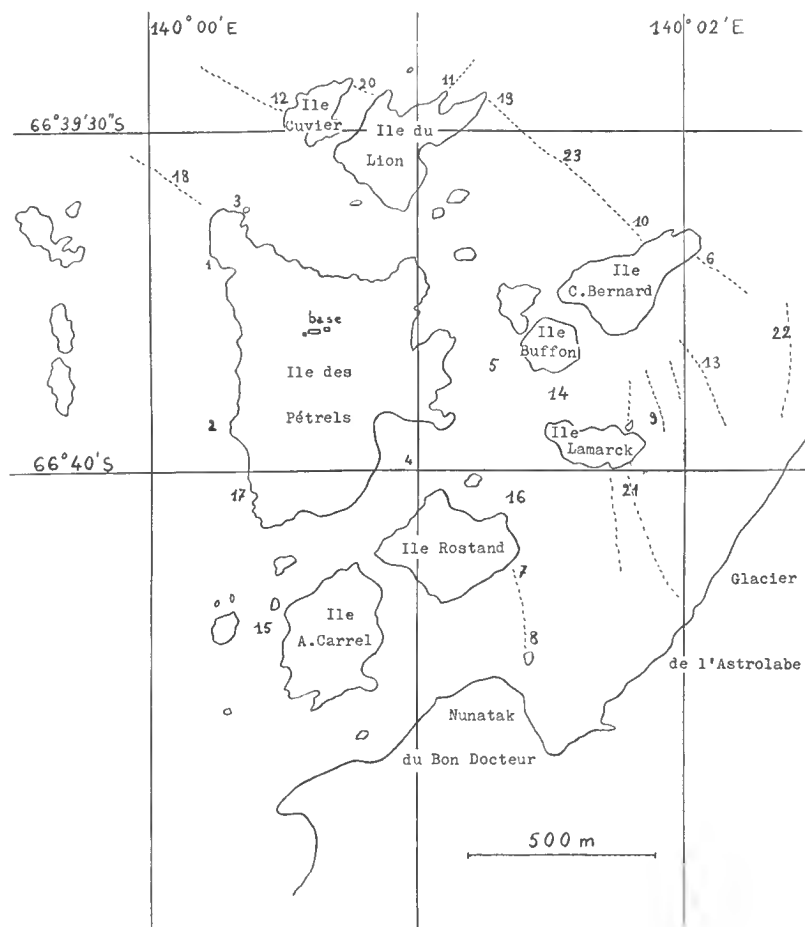 140°00'E
140°02'E
20
11
12
19
Ile
Cuvier
66°39'30"S
Ile du
Lion
23
18
3
10
6
1
Ile
C.Bernard
22
base
Ile
Buffon
5
13
Ile des
14
Pétrels
9
2
Ile
Lamarck
66°40'S
4
17
21
16
Ile Rostand
7
Glacier
15
Ile
A.Carrel
8
de l'Astrolabe
Nunatak
du Bon Docteur
500 m